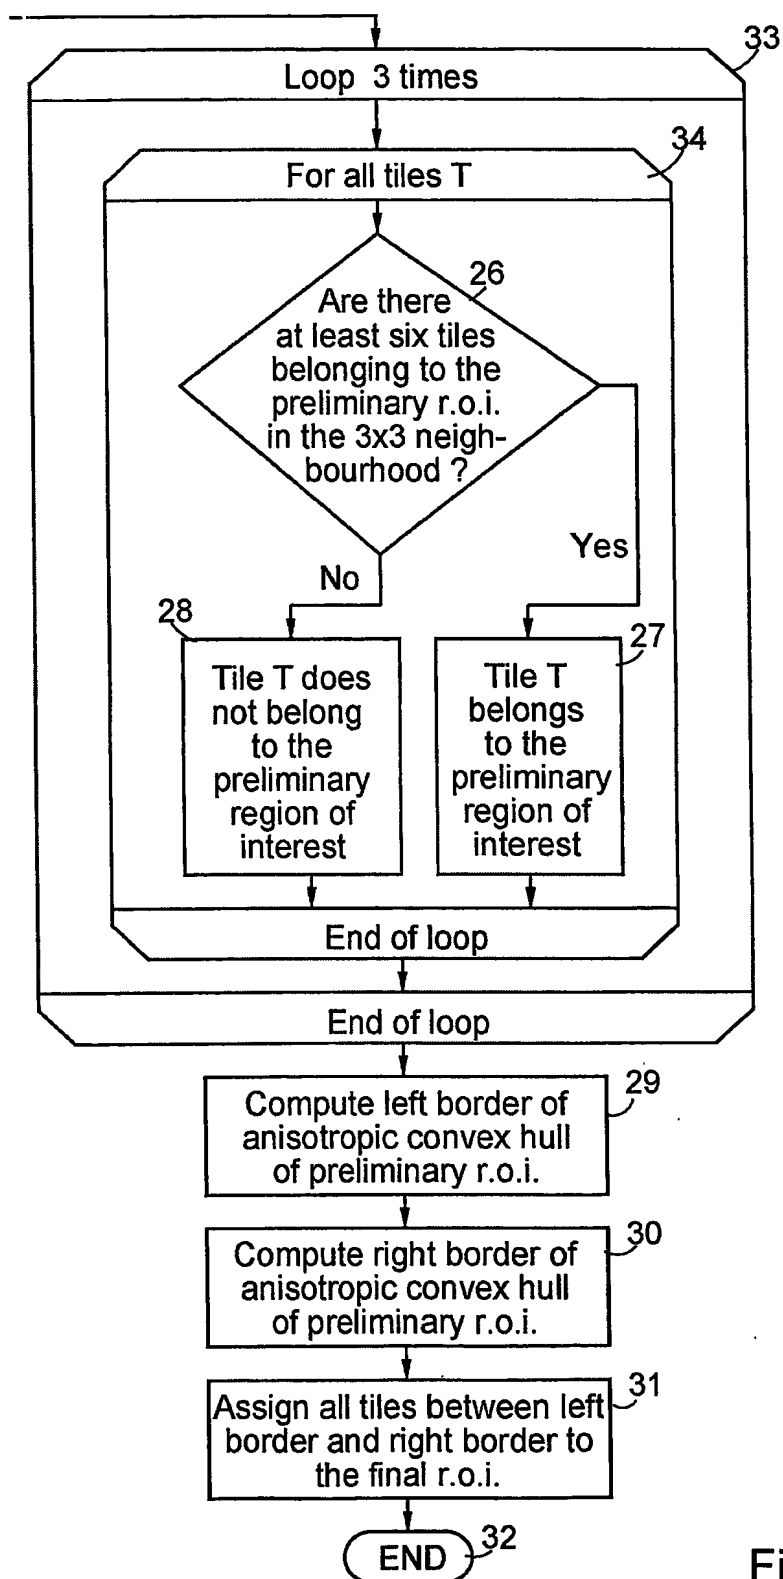 33
Loop 3 times
34
For all tiles T
26
Are there
at least six tiles
belonging to the
preliminary r.o.i.
in the 3x3 neigh-
bourhood ?
Yes
No
28
27
Tile T does
not belong
to the
preliminary
region of
interest
Tile T
belongs
to the
preliminary
region of
interest
End of loop
End of loop
29
Compute left border of
anisotropic convex hull
of preliminary r.o.i.
30
Compute right border of
anisotropic convex hull
of preliminary r.o.i.
31
Assign all tiles between left
border and right border to
the final r.o.i.
32
END